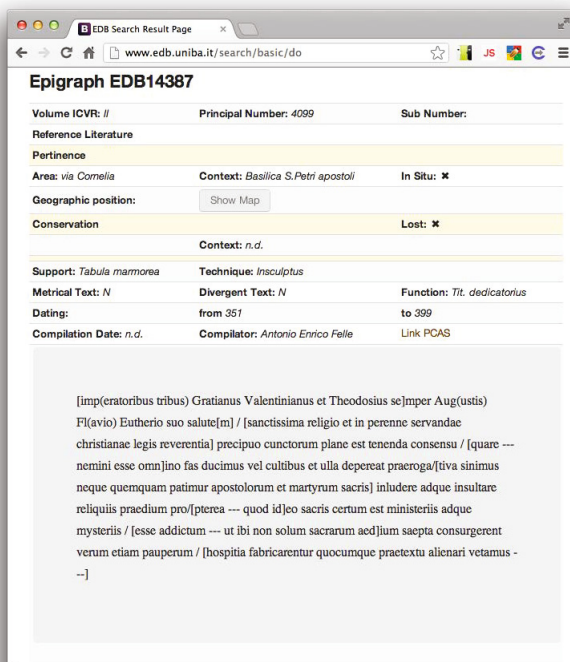 EDB Search Result Page
www.edb.uniba.it/search/basic/do
JS
Epigraph EDB14387
Volume ICVR: II Principal Number: 4099 Sub Number:
Reference Literature
Pertinence
Area: via Cornelia Context: Basilica S.Petri apostoli In Situ: ✖
Geographic position: Show Map
Conservation Lost: ✖
Context: n.d.
Support: Tabula marmorea Technique: Insculptus
Metrical Text: N Divergent Text: N Function: Tit. dedicatorius
Dating: from 351 to 399
Compilation Date: n.d. Compilator: Antonio Enrico Felle Link PCAS
[imp(eratoribus tribus) Gratianus Valentinianus et Theodosius se]mper Aug(ustis)
Fl(avio) Eutherio suo salute[m] / [sanctissima religio et in perenne servandae
christianae legis reverentia] precipuo cunctorum plane est tenenda consensu / [quare ---
nemini esse omn]ino fas ducimus vel cultibus et ulla depereat praeroga/[tiva sinimus
neque quemquam patimur apostolorum et martyrum sacris] inludere adque insultare
reliquiis praedium pro/[pterea --- quod id]eo sacris certum est ministeriis adque
mysteriis / [esse addictum --- ut ibi non solum sacrarum aed]ium saepta consurgerent
verum etiam pauperum / [hospitia fabricarentur quocumque praetextu alienari vetamus -
--]